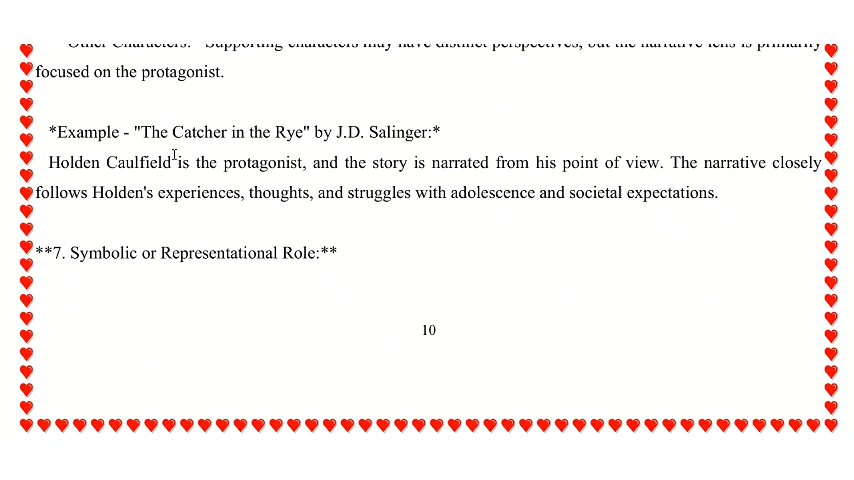 Other Characters: Supporting characters may have distinct perspectives, but the narrative lens is primarily
focused on the protagonist.
*Example - "The Catcher in the Rye" by J.D. Salinger:*
Holden Caulfield is the protagonist, and the story is narrated from his point of view. The narrative closely
follows Holden's experiences, thoughts, and struggles with adolescence and societal expectations.
**7. Symbolic or Representational Role:**
10